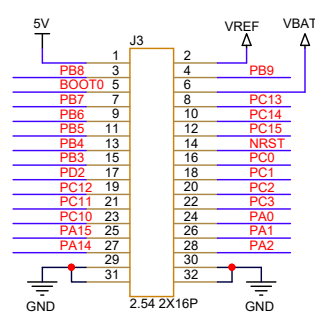 5V VREF VBAT
J3
1 2
PB8 3 4 PB9
BOOT0 5 6
PB7 7 8 PC13
PB6 9 10 PC14
PB5 11 12 PC15
PB4 13 14 NRST
PB3 15 16 PC0
PD2 17 18 PC1
PC12 19 20 PC2
PC11 21 22 PC3
PC10 23 24 PA0
PA15 25 26 PA1
PA14 27 28 PA2
29 30
31 32
GND 2.54 2X16P GND